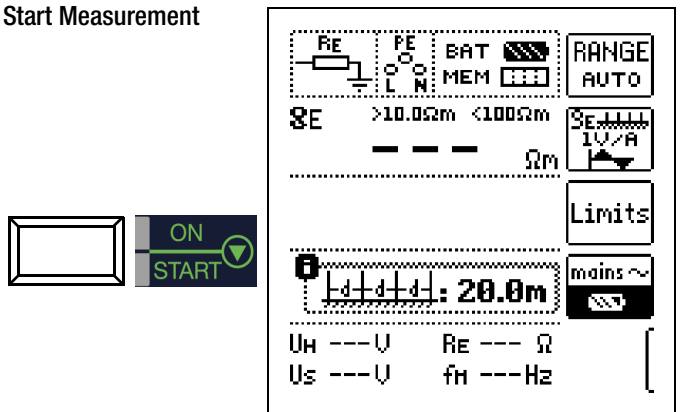 Start Measurement
ON
START
RE
PE
L N
BAT
MEM
RANGE
AUTO
ϱE >10.0Ωm <100Ωm
--- Ωm
ϱE
1V/A
Limits
d d d : 20.0m
mains~
UH ---V RE --- Ω
US ---V fH ---Hz